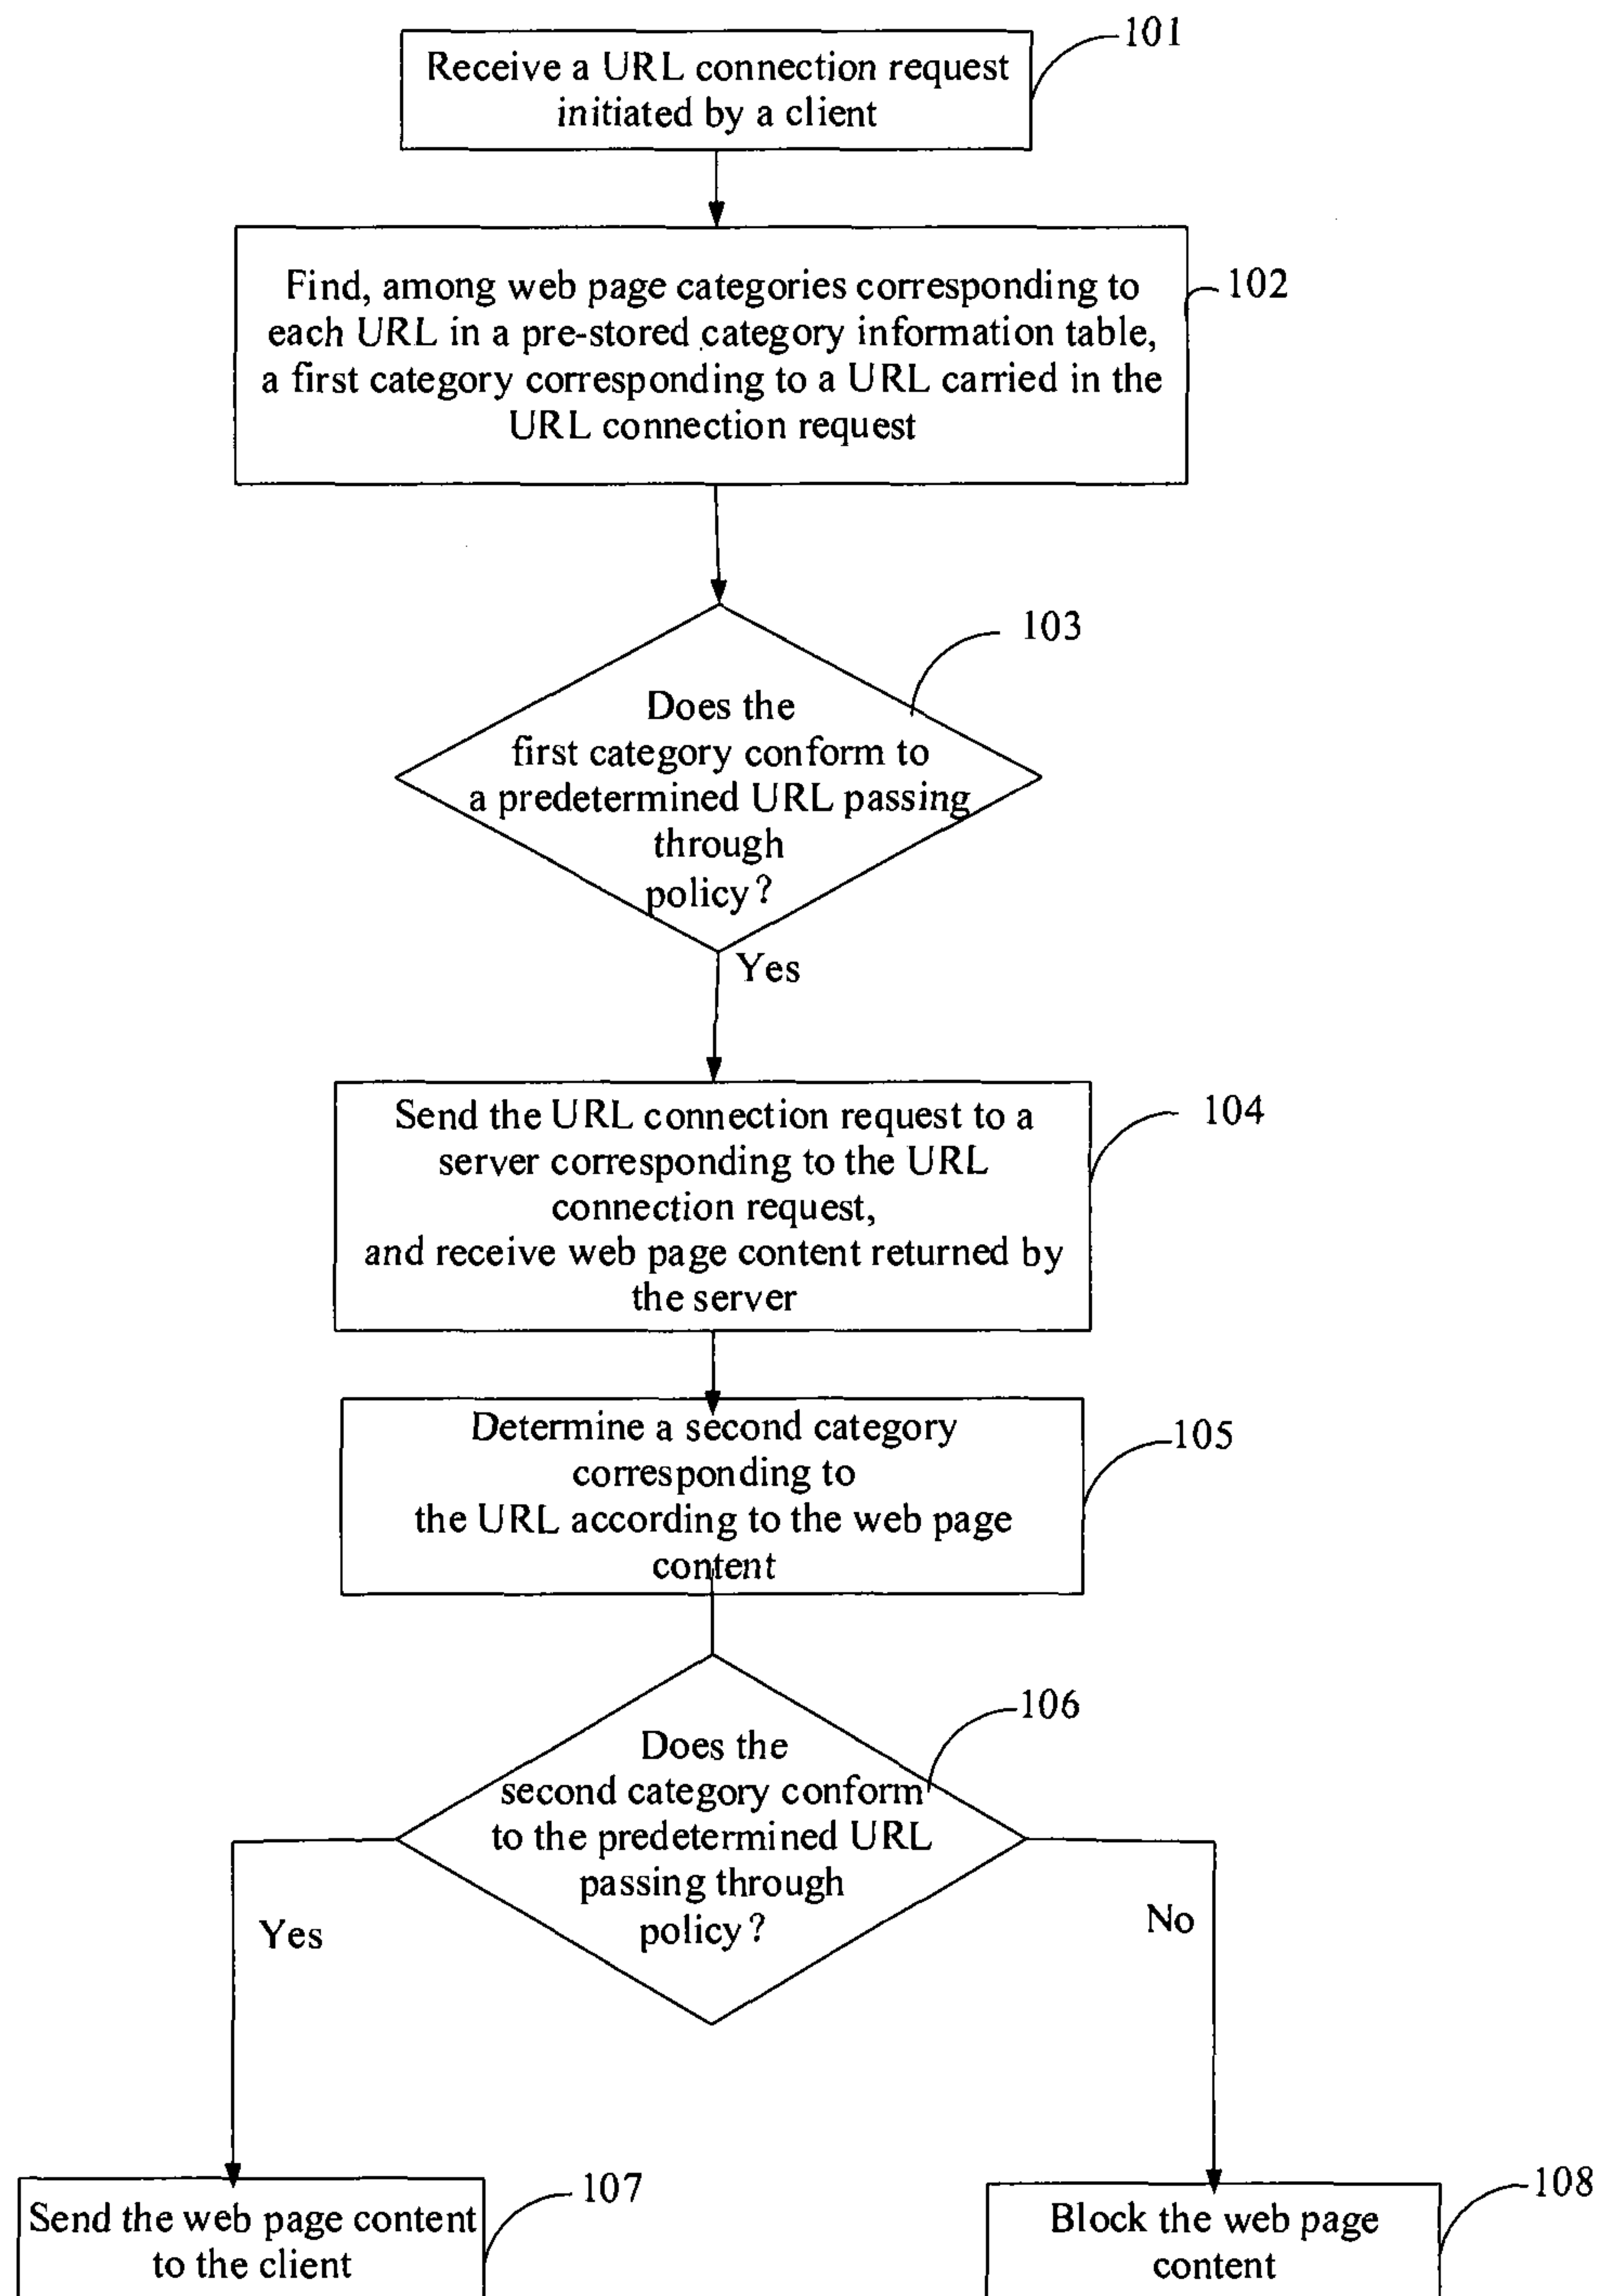 101
Receive a URL connection request
initiated by a client
102
Find, among web page categories corresponding to
each URL in a pre-stored category information table,
a first category corresponding to a URL carried in the
URL connection request
103
Does the
first category conform to
a predetermined URL passing
through
policy?
Yes
104
Send the URL connection request to a
server corresponding to the URL
connection request,
and receive web page content returned by
the server
105
Determine a second category
corresponding to
the URL according to the web page
content
106
Does the
second category conform
to the predetermined URL
passing through
policy?
Yes
No
107
Send the web page content
to the client
108
Block the web page
content